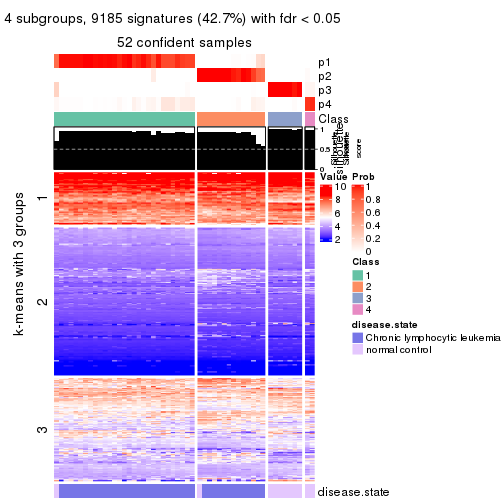 4 subgroups, 9185 signatures (42.7%) with fdr < 0.05
52 confident samples
p1
p2
p3
p4
Class
1
0.5
0
silhouette
score
k-means with 3 groups
1
2
3
disease.state
Value
10
8
6
4
2
Prob
1
0.8
0.6
0.4
0.2
0
Class
1
2
3
4
disease.state
Chronic lymphocytic leukemia
normal control